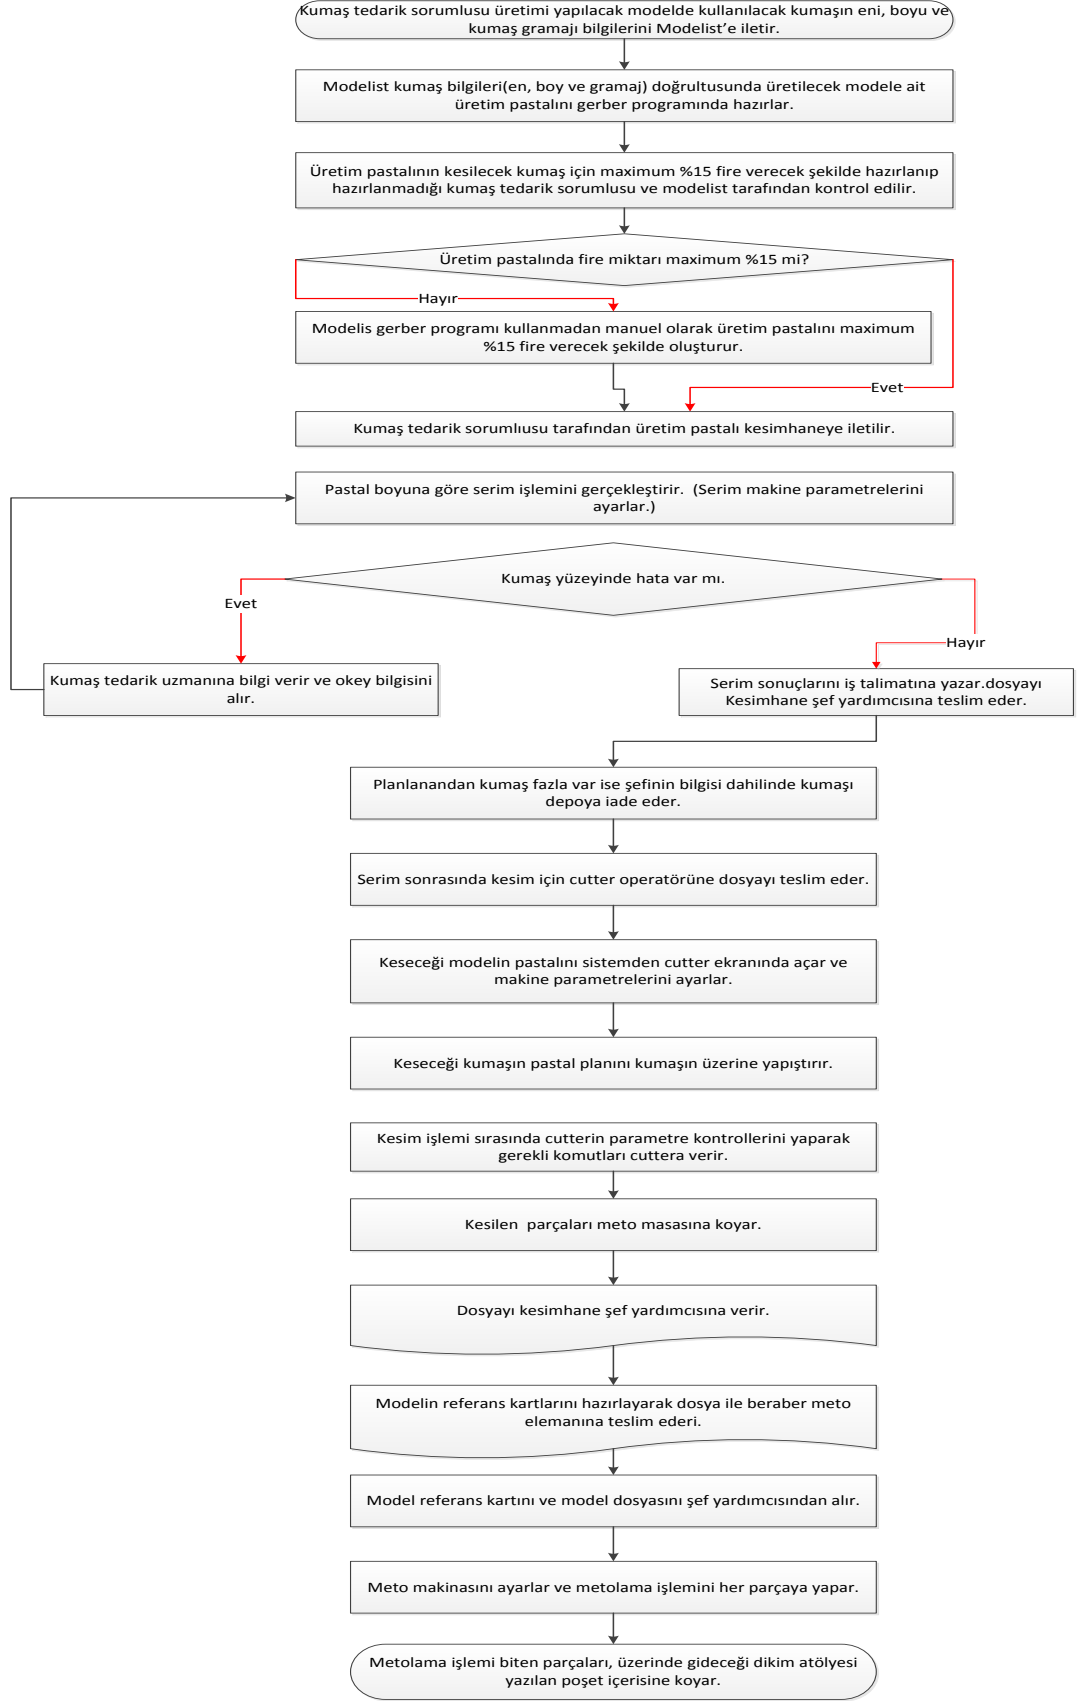 Kumaş tedarik sorumlusu üretimi yapılacak modelde kullanılacak kumaşın eni, boyu ve
kumaş gramajı bilgilerini Modelist’e iletir.
Modelist kumaş bilgileri(en, boy ve gramaj) doğrultusunda üretilecek modele ait
üretim pastalını gerber programında hazırlar.
Üretim pastalının kesilecek kumaş için maximum %15 fire verecek şekilde hazırlanıp
hazırlanmadığı kumaş tedarik sorumlusu ve modelist tarafından kontrol edilir.
Üretim pastalında fire miktarı maximum %15 mi?
Hayır
Modelis gerber programı kullanmadan manuel olarak üretim pastalını maximum
%15 fire verecek şekilde oluşturur.
Evet
Kumaş tedarik sorumlıusu tarafından üretim pastalı kesimhaneye iletilir.
Pastal boyuna göre serim işlemini gerçekleştirir.  (Serim makine parametrelerini
ayarlar.)
Kumaş yüzeyinde hata var mı.
Evet
Hayır
Kumaş tedarik uzmanına bilgi verir ve okey bilgisini
alır.
Serim sonuçlarını iş talimatına yazar.dosyayı
Kesimhane şef yardımcısına teslim eder.
Planlanandan kumaş fazla var ise şefinin bilgisi dahilinde kumaşı
depoya iade eder.
Serim sonrasında kesim için cutter operatörüne dosyayı teslim eder.
Keseceği modelin pastalını sistemden cutter ekranında açar ve
makine parametrelerini ayarlar.
Keseceği kumaşın pastal planını kumaşın üzerine yapıştırır.
Kesim işlemi sırasında cutterin parametre kontrollerini yaparak
gerekli komutları cuttera verir.
Kesilen  parçaları meto masasına koyar.
Dosyayı kesimhane şef yardımcısına verir.
Modelin referans kartlarını hazırlayarak dosya ile beraber meto
elemanına teslim ederi.
Model referans kartını ve model dosyasını şef yardımcısından alır.
Meto makinasını ayarlar ve metolama işlemini her parçaya yapar.
Metolama işlemi biten parçaları, üzerinde gideceği dikim atölyesi
yazılan poşet içerisine koyar.